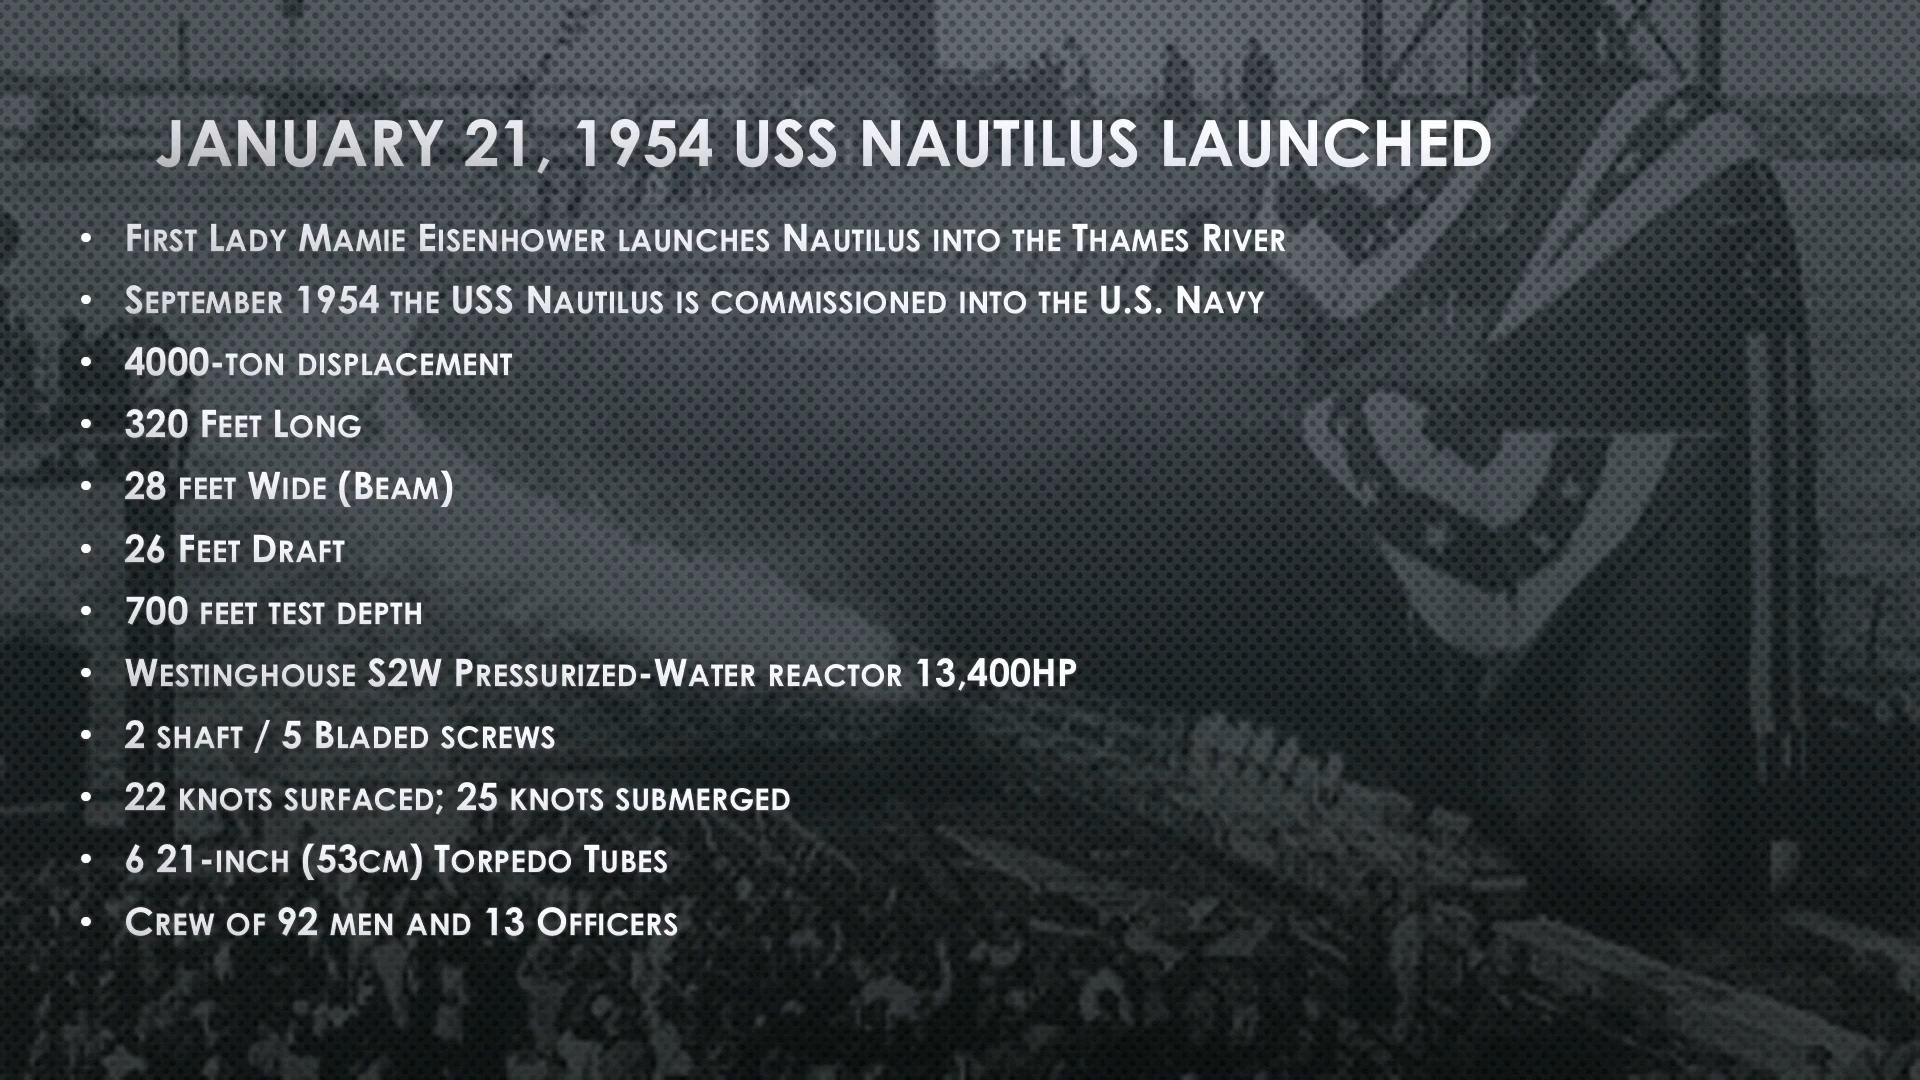 JANUARY 21, 1954 USS NAUTILUS LAUNCHED
• First Lady Mamie Eisenhower launches Nautilus into the Thames River
• September 1954 the USS Nautilus is commissioned into the U.S. Navy
• 4000-ton displacement
• 320 Feet Long
• 28 feet Wide (Beam)
• 26 Feet Draft
• 700 feet test depth
• Westinghouse S2W Pressurized-Water reactor 13,400HP
• 2 shaft / 5 Bladed screws
• 22 knots surfaced; 25 knots submerged
• 6 21-inch (53cm) Torpedo Tubes
• Crew of 92 men and 13 Officers